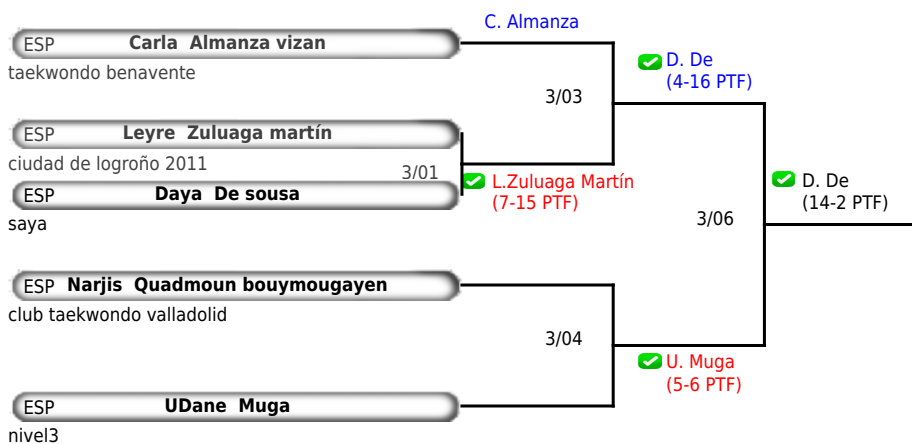 C. Almanza
ESP Carla Almanza vizan
taekwondo benavente
D. De
(4-16 PTF)
3/03
ESP Leyre Zuluaga martín
ciudad de logroño 2011
3/01
L.Zuluaga Martín
(7-15 PTF)
D. De
(14-2 PTF)
ESP Daya De sousa
saya
3/06
ESP Narjis Quadmoun bouymougayen
club taekwondo valladolid
3/04
U. Muga
(5-6 PTF)
ESP UDane Muga
nivel3